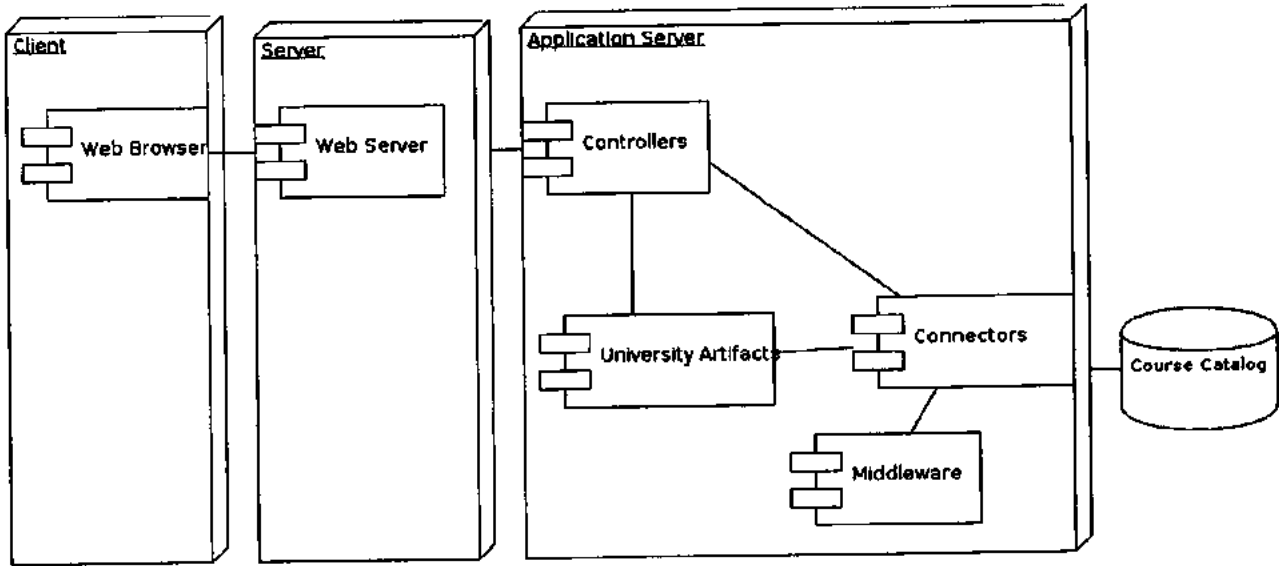 Client
Server
Application Server
Web Browser
Web Server
Controllers
University Artifacts
Connectors
Course Catalog
Middleware